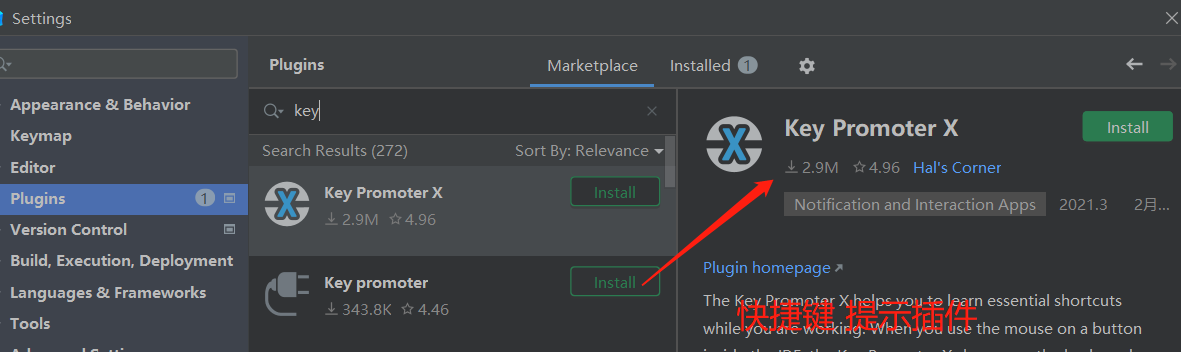 Settings
Plugins
Marketplace
Installed 1
Appearance & Behavior
Keymap
Editor
Plugins 1
Version Control
Build, Execution, Deployment
Languages & Frameworks
Tools
key
Search Results (272)
Sort By: Relevance
Key Promoter X
2.9M 4.96
Install
Key promoter
343.8K 4.46
Install
Key Promoter X
Install
2.9M 4.96 Hal's Corner
Notification and Interaction Apps 2021.3 2月...
Plugin homepage
The Key Promoter X helps you to learn essential shortcuts
while you are working. When you use the mouse on a button
快捷键 提示插件